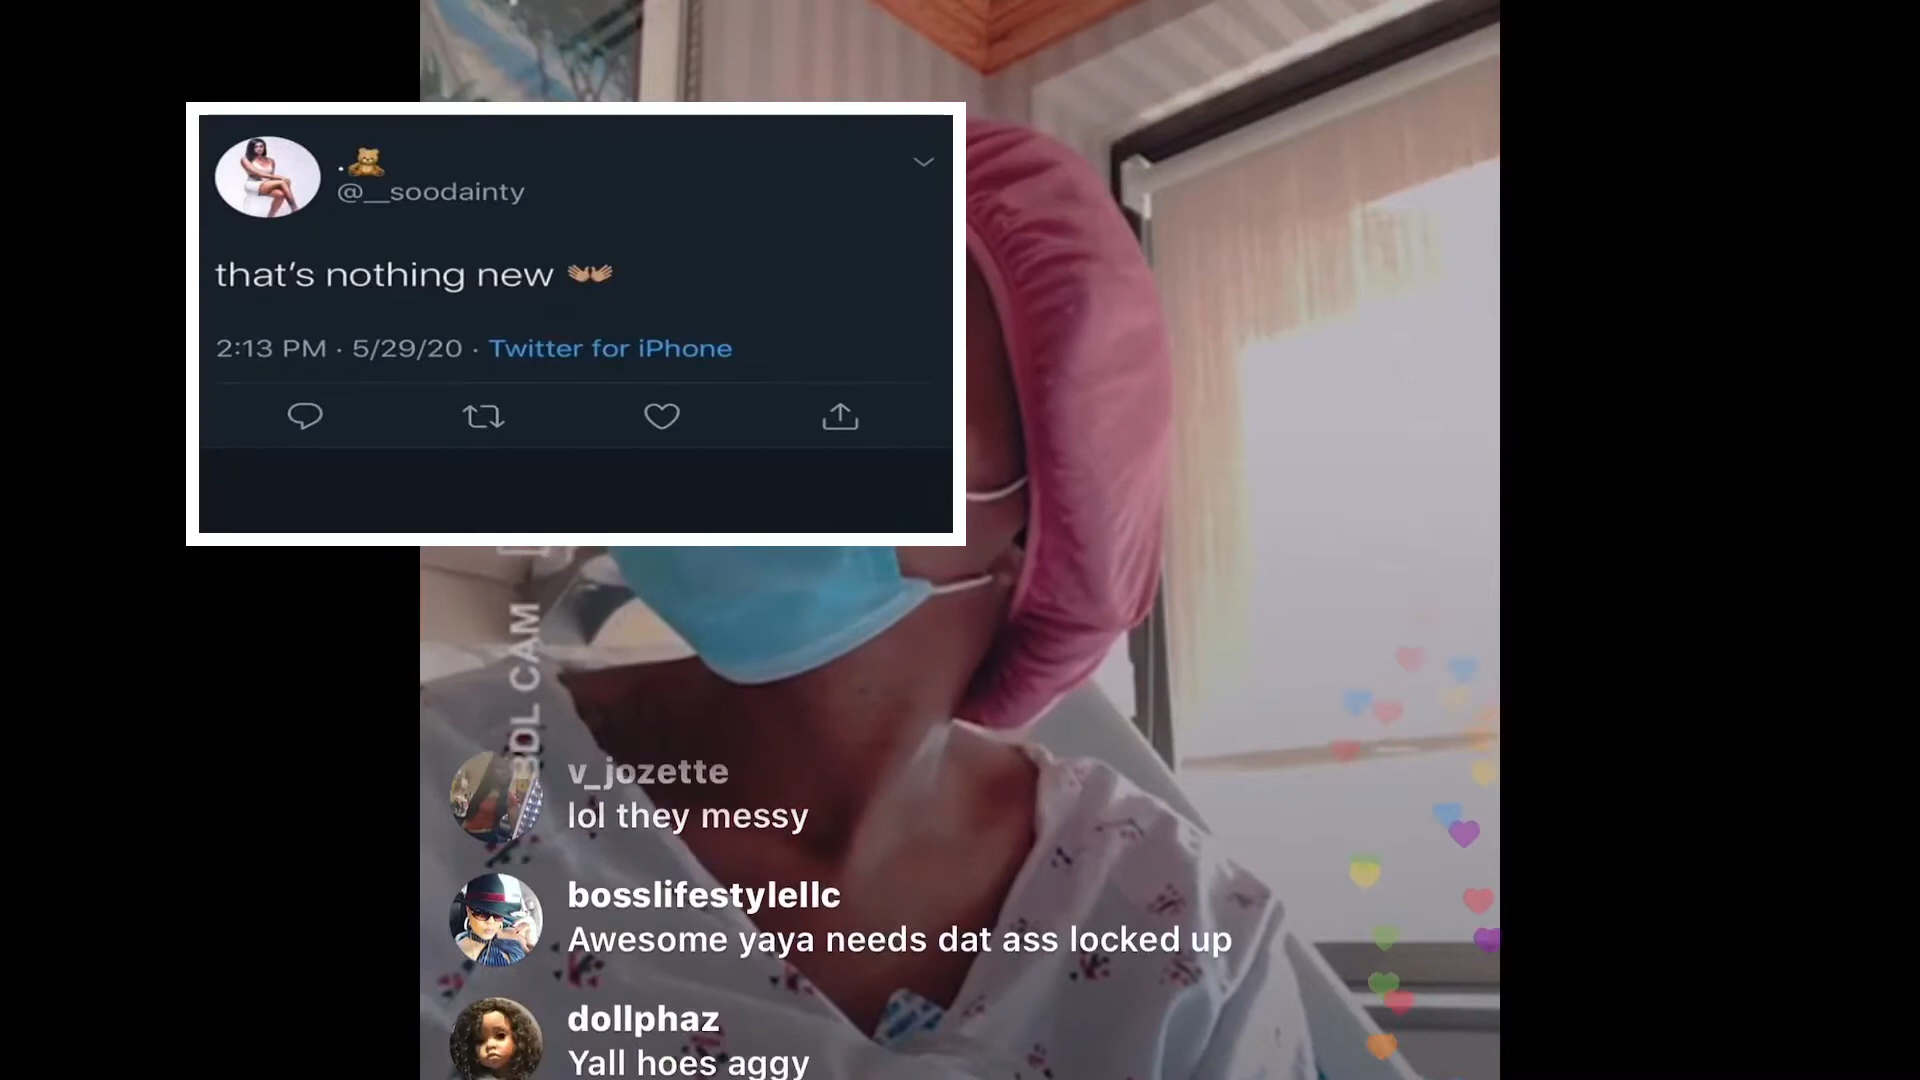 .🧸
@__soodainty
that's nothing new 👐🏽
2:13 PM · 5/29/20 · Twitter for iPhone
BDL CAM
v_jozette
lol they messy
bosslifestylellc
Awesome yaya needs dat ass locked up
dollphaz
Yall hoes aggy